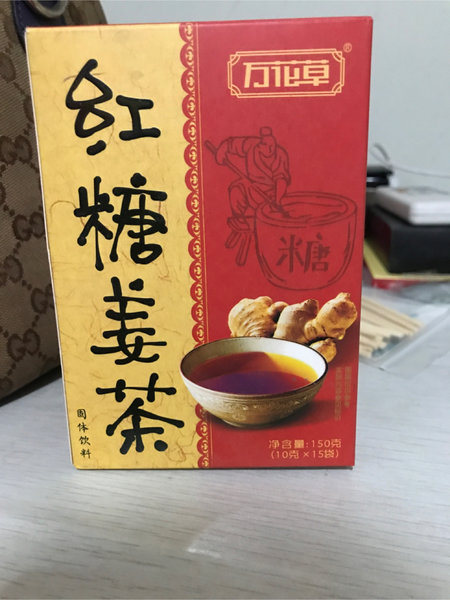 万花草®
红糖姜茶
固体饮料
糖
净含量:150克
(10克×15袋)